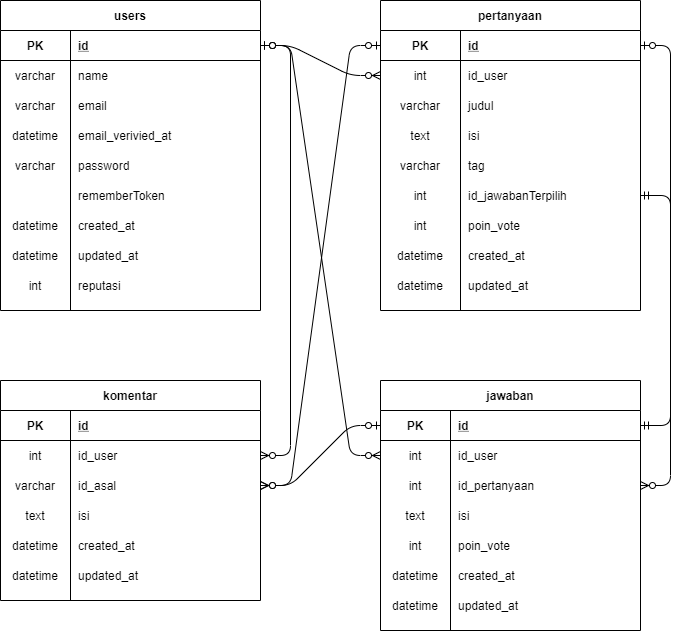 users
PK id
varchar name
varchar email
datetime email_verivied_at
varchar password
rememberToken
datetime created_at
datetime updated_at
int reputasi
pertanyaan
PK id
int id_user
varchar judul
text isi
varchar tag
int id_jawabanTerpilih
int poin_vote
datetime created_at
datetime updated_at
komentar
PK id
int id_user
varchar id_asal
text isi
datetime created_at
datetime updated_at
jawaban
PK id
int id_user
int id_pertanyaan
text isi
int poin_vote
datetime created_at
datetime updated_at